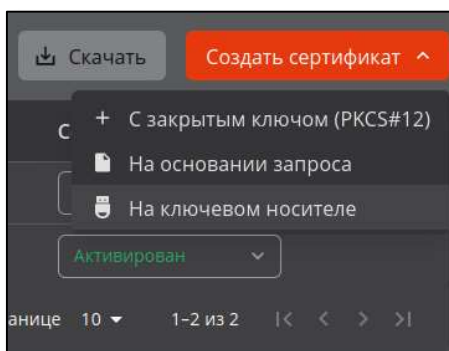 Скачать
Создать сертификат
С
С закрытым ключом (PKCS#12)
На основании запроса
На ключевом носителе
Активирован
анице 10 1–2 из 2